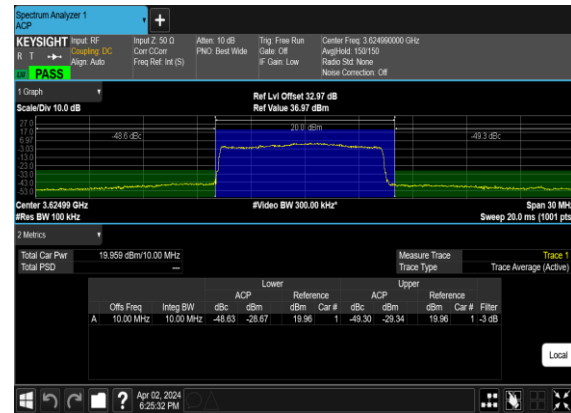 Spectrum Analyzer 1
ACP
+
KEYSIGHT Input: RF Input Z: 50 Ω Atten: 10 dB Trig: Free Run Center Freq: 3.624990000 GHz
R T Coupling: DC Corr CCorr PNO: Best Wide Gate: Off Avg|Hold: 150/150
Align: Auto Freq Ref: Int (S) IF Gain: Low Radio Std: None
PASS Noise Correction: Off
1 Graph
Ref Lvl Offset 32.97 dB
Scale/Div 10.0 dB Ref Value 36.97 dBm
27.0
17.0 -48.6 dBc 20.0 dBm -49.3 dBc
6.97
-3.03
-13.0
-23.0
-33.0
-43.0
-53.0
Center 3.62499 GHz #Video BW 300.00 kHz* Span 30 MHz
#Res BW 100 kHz Sweep 20.0 ms (1001 pts)
2 Metrics
Total Car Pwr 19.959 dBm/10.00 MHz Measure Trace Trace 1
Total PSD --- Trace Type Trace Average (Active)
Lower Upper
ACP Reference ACP Reference
Offs Freq Integ BW dBc dBm dBm Car # dBc dBm dBm Car # Filter
A 10.00 MHz 10.00 MHz -48.63 -28.67 19.96 1 -49.30 -29.34 19.96 1 -3 dB
Local
? Apr 02, 2024
6:25:32 PM